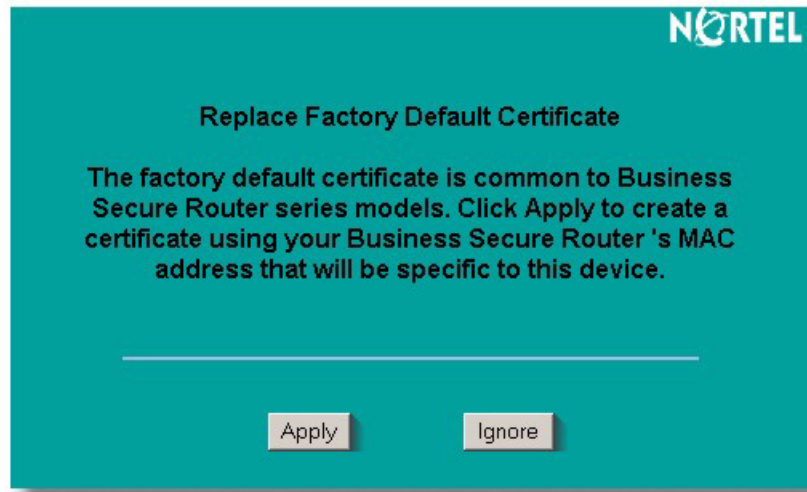 NORTEL
Replace Factory Default Certificate
The factory default certificate is common to Business
Secure Router series models. Click Apply to create a
certificate using your Business Secure Router 's MAC
address that will be specific to this device.
Apply
Ignore